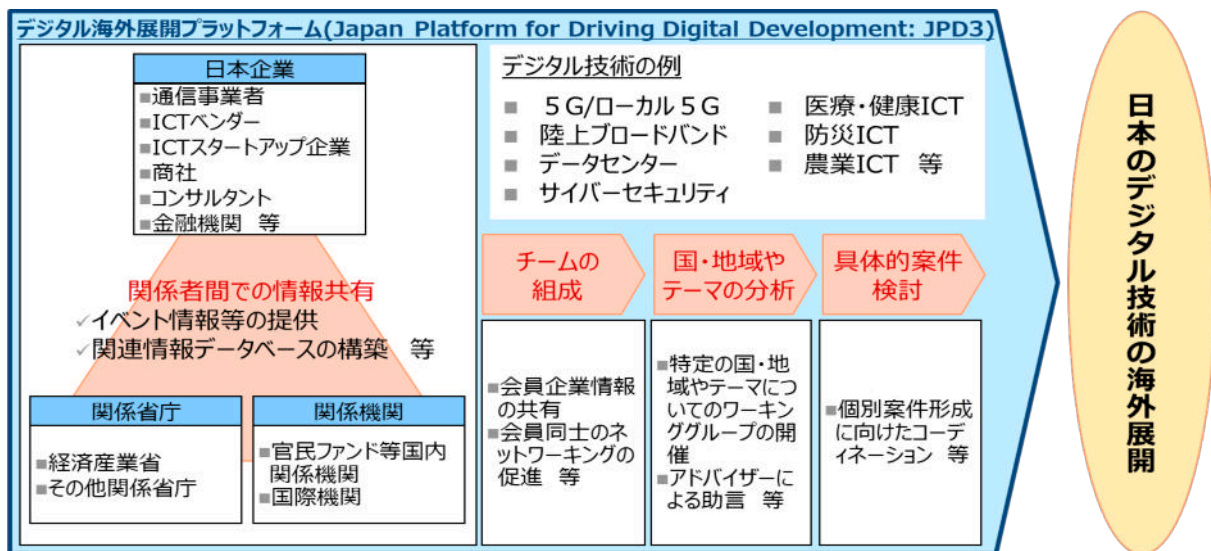 デジタル海外展開プラットフォーム(Japan Platform for Driving Digital Development: JPD3)
日本企業
■通信事業者
■ICTベンダー
■ICTスタートアップ企業
■商社
■コンサルタント
■金融機関 等
関係者間での情報共有
✓イベント情報等の提供
✓関連情報データベースの構築 等
関係省庁
■経済産業省
■その他関係省庁
関係機関
■官民ファンド等国内
関係機関
■国際機関
デジタル技術の例
■ 5G/ローカル5G
■ 陸上ブロードバンド
■ データセンター
■ サイバーセキュリティ
■ 医療・健康ICT
■ 防災ICT
■ 農業ICT 等
チームの
組成
■会員企業情報
の共有
■会員同士のネ
ットワーキングの
促進 等
国・地域や
テーマの分析
■特定の国・地
域やテーマにつ
いてのワーキン
ググループの開
催
■アドバイザーに
よる助言 等
具体的案件
検討
■個別案件形成
に向けたコーデ
ィネーション 等
日本のデジタル技術の海外展開